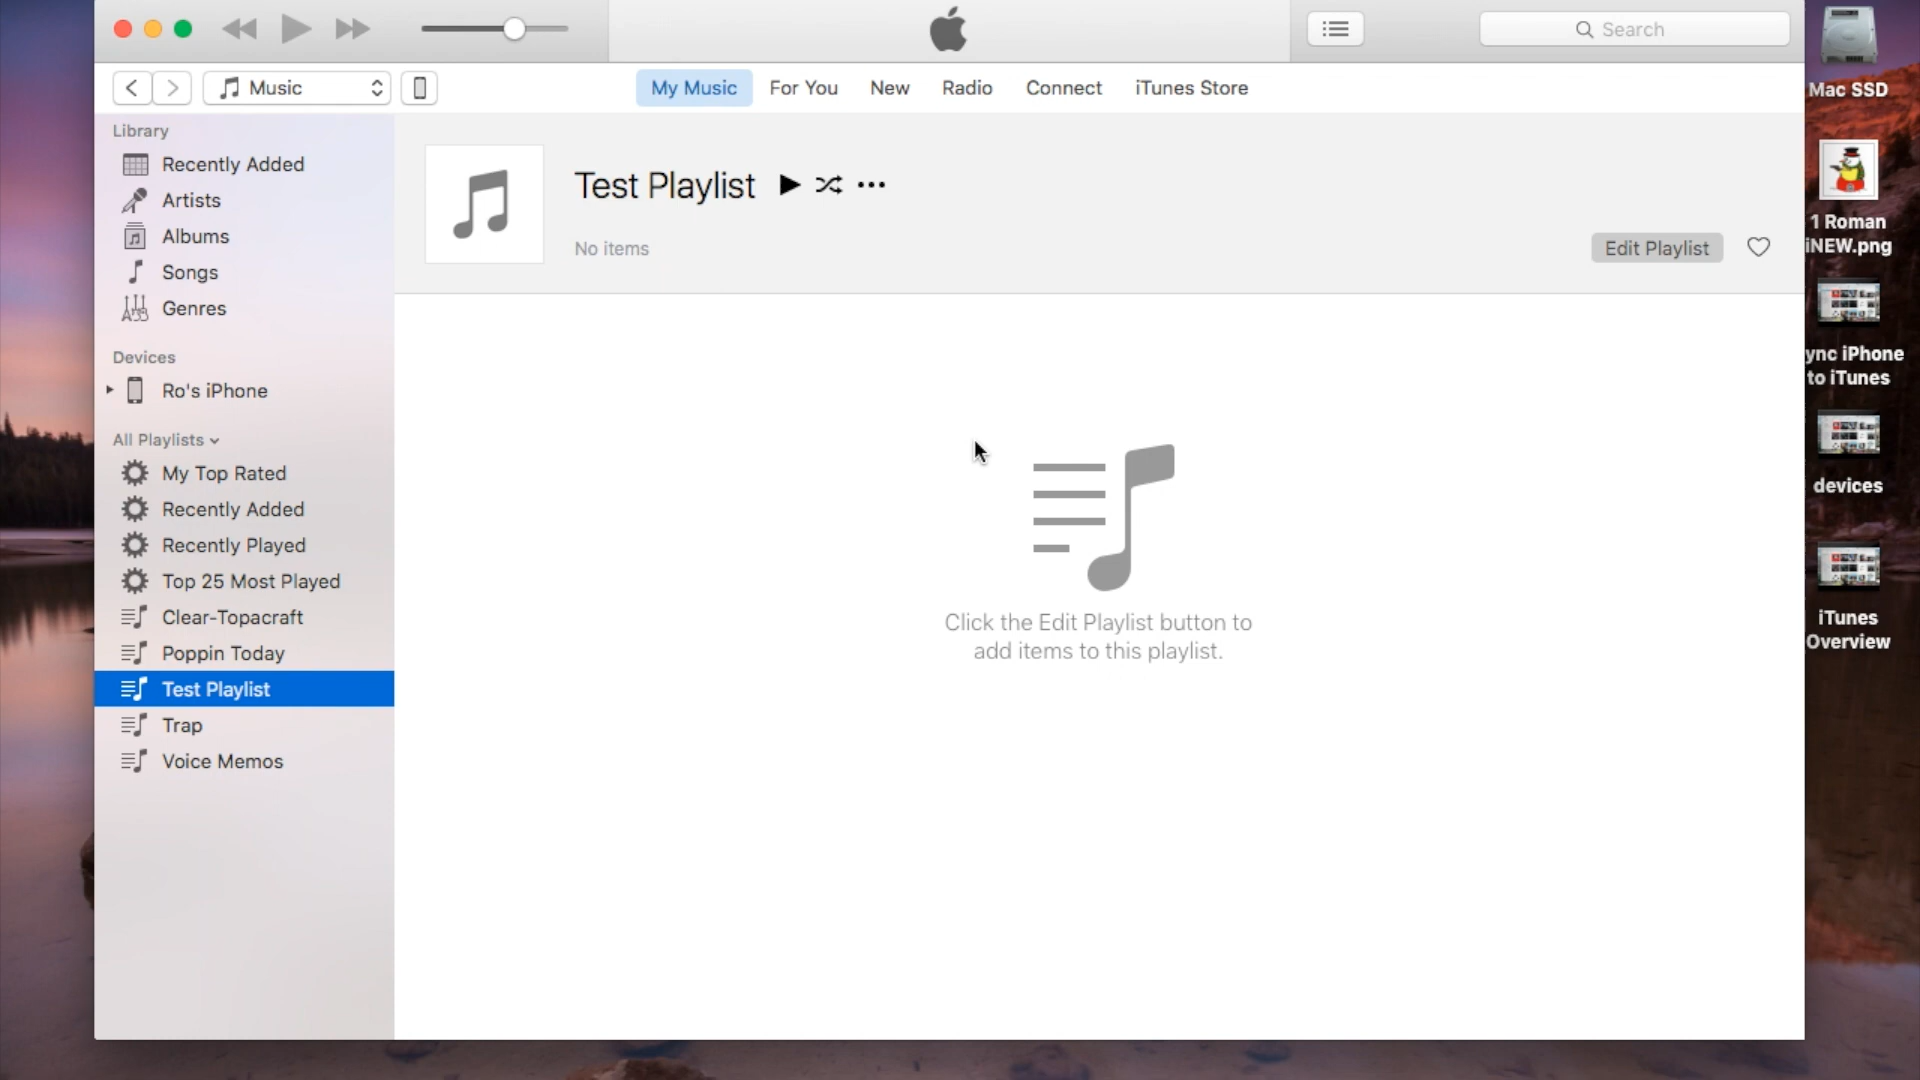 Search
Music
My Music
For You
New
Radio
Connect
iTunes Store
Library
Recently Added
Artists
Albums
Songs
Genres
Devices
Ro's iPhone
All Playlists
My Top Rated
Recently Added
Recently Played
Top 25 Most Played
Clear-Topacraft
Poppin Today
Test Playlist
Trap
Voice Memos
Test Playlist
No items
Edit Playlist
Click the Edit Playlist button to
add items to this playlist.
Mac SSD
1 Roman
iNEW.png
ync iPhone
to iTunes
devices
iTunes
Overview